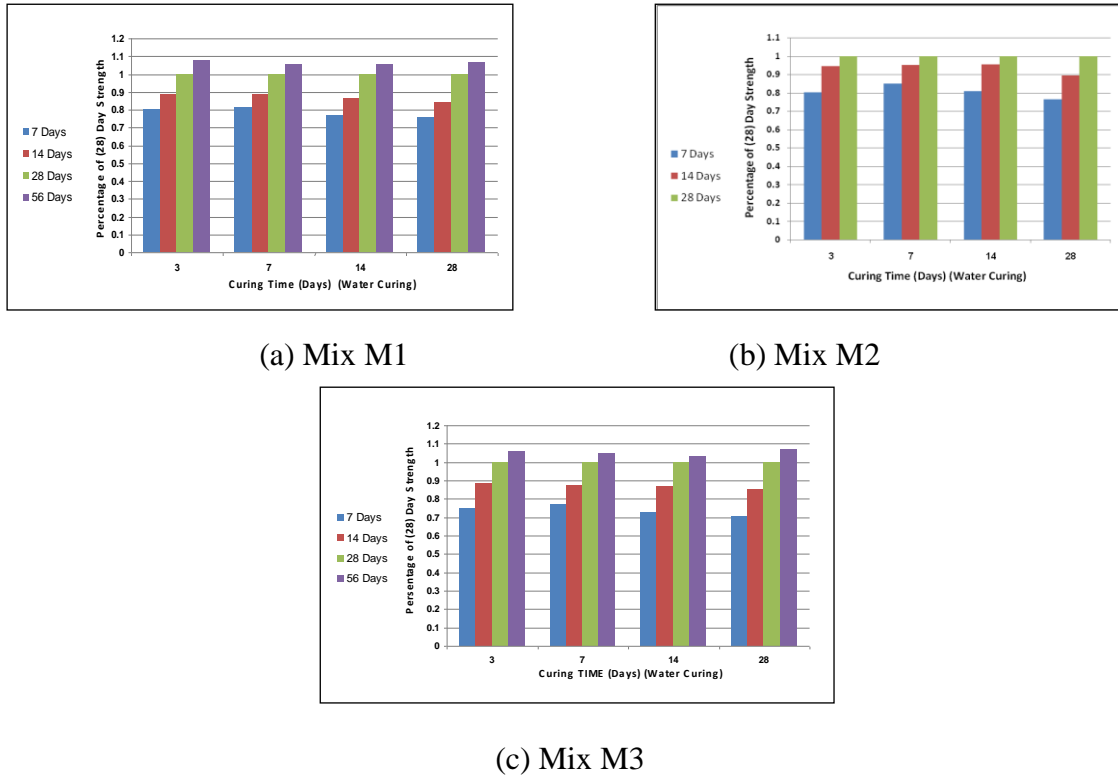 1.2
1.1
1
0.9
0.8
0.7
0.6
0.5
0.4
0.3
0.2
0.1
0
Percentage of (28) Day Strength
7 Days
14 Days
28 Days
56 Days
3 7 14 28
Curing Time (Days) (Water Curing)
(a) Mix M1
1.1
1
0.9
0.8
0.7
0.6
0.5
0.4
0.3
0.2
0.1
0
Percentage of (28) Day Strength
7 Days
14 Days
28 Days
3 7 14 28
Curing Time (Days) (Water Curing)
(b) Mix M2
1.2
1.1
1
0.9
0.8
0.7
0.6
0.5
0.4
0.3
0.2
0.1
0
Persentage of (28) Day Strength
7 Days
14 Days
28 Days
56 Days
3 7 14 28
Curing TIME (Days) (Water Curing)
(c) Mix M3